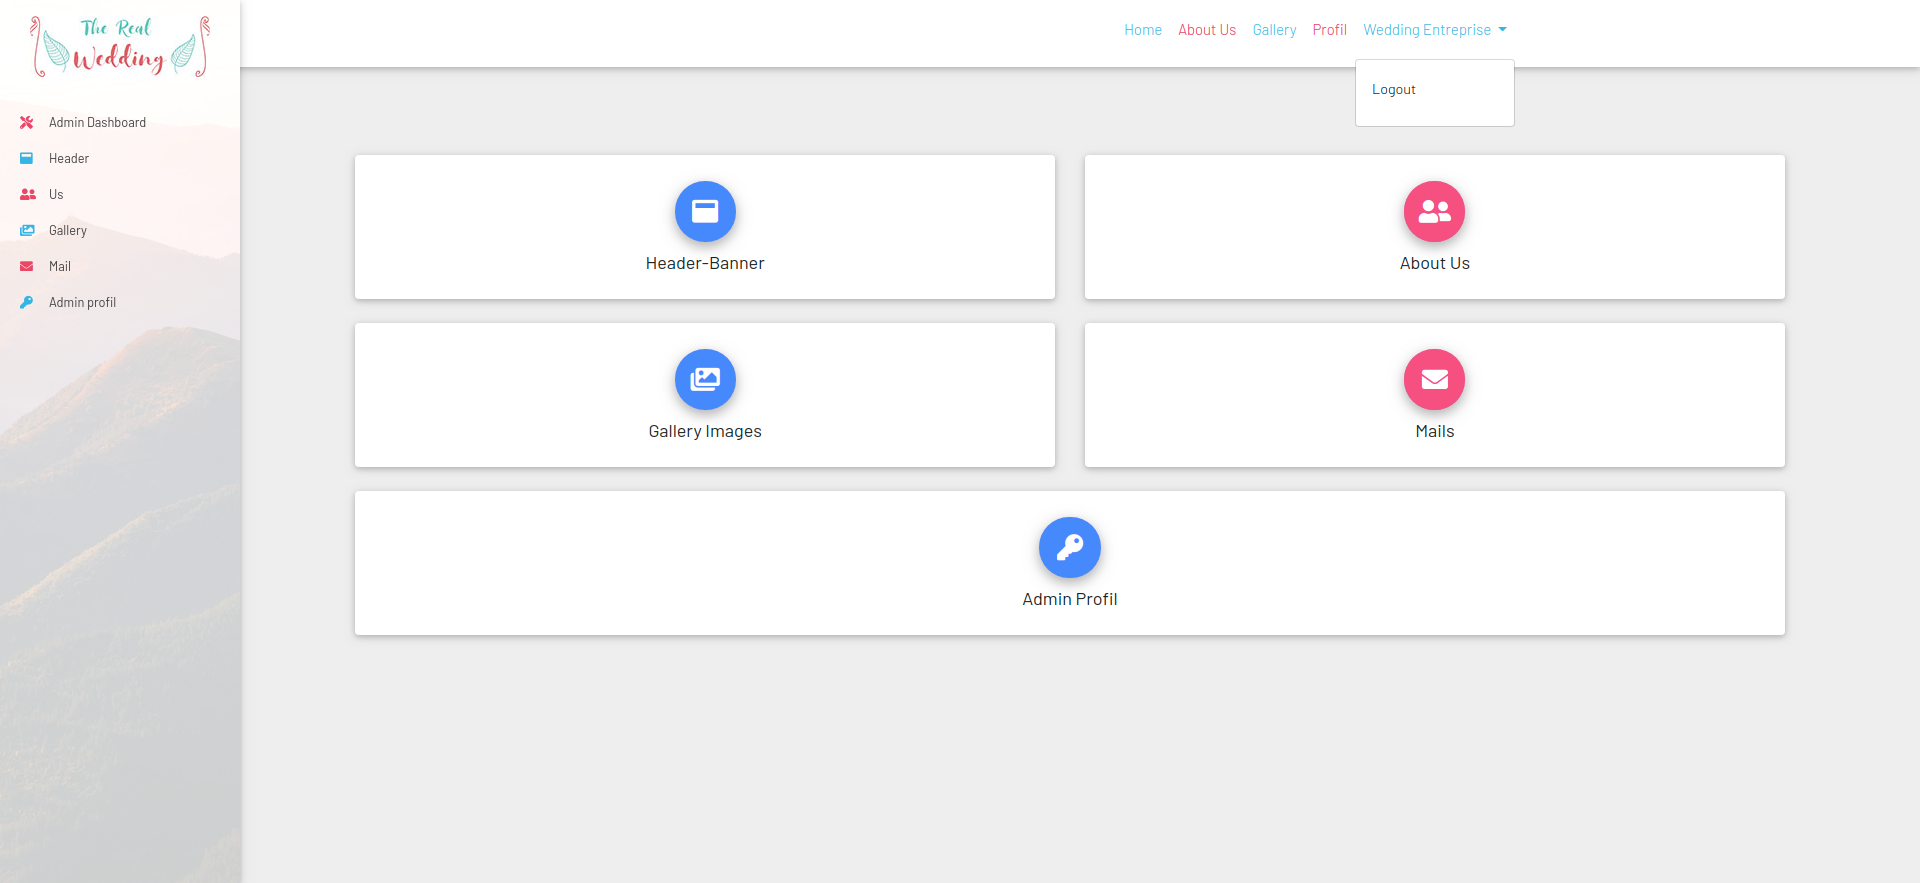 The Real
Wedding
Home About Us Gallery Profil Wedding Entreprise
Logout
Admin Dashboard
Header
Us
Gallery
Mail
Admin profil
Header-Banner
About Us
Gallery Images
Mails
Admin Profil